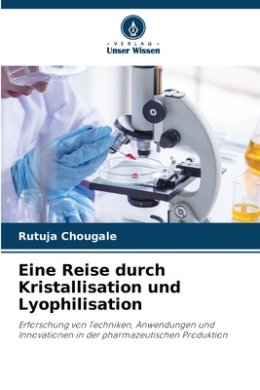 VERLAG
Unser Wissen
Rutuja Chougale
Eine Reise durch
Kristallisation und
Lyophilisation
Erforschung von Techniken, Anwendungen und
Innovationen in der pharmazeutischen Produktion